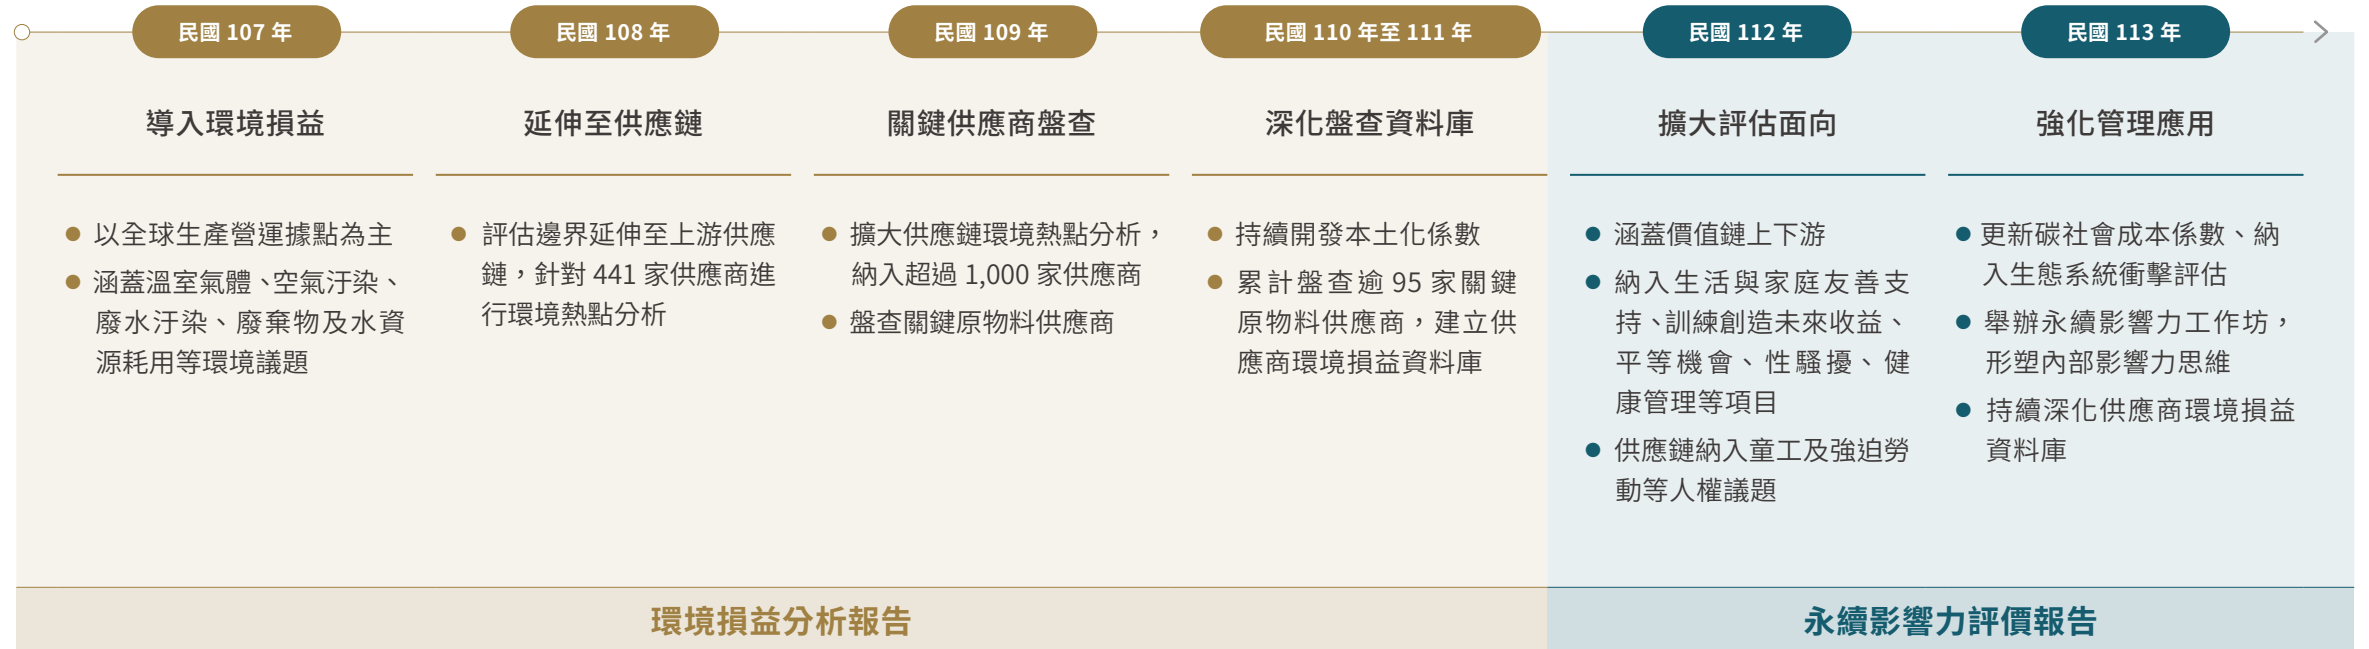 民國 107 年
導入環境損益
以全球生產營運據點為主
涵蓋溫室氣體、空氣汙染、
廢水汙染、廢棄物及水資
源耗用等環境議題
民國 108 年
延伸至供應鏈
評估邊界延伸至上游供應
鏈，針對 441 家供應商進
行環境熱點分析
民國 109 年
關鍵供應商盤查
擴大供應鏈環境熱點分析，
納入超過 1,000 家供應商
盤查關鍵原物料供應商
民國 110 年至 111 年
深化盤查資料庫
持續開發本土化係數
累計盤查逾 95 家關鍵
原物料供應商，建立供
應商環境損益資料庫
環境損益分析報告
民國 112 年
擴大評估面向
涵蓋價值鏈上下游
納入生活與家庭友善支
持、訓練創造未來收益、
平等機會、性騷擾、健
康管理等項目
供應鏈納入童工及強迫勞
動等人權議題
民國 113 年
強化管理應用
更新碳社會成本係數、納
入生態系統衝擊評估
舉辦永續影響力工作坊，
形塑內部影響力思維
持續深化供應商環境損益
資料庫
永續影響力評價報告